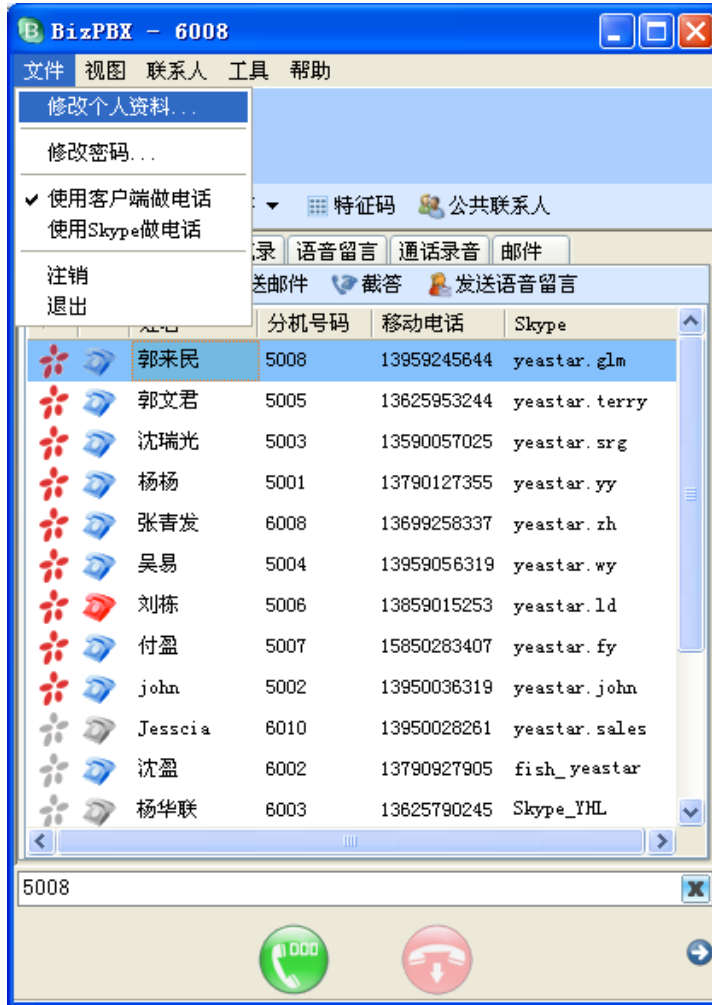 BizPBX - 6008
文件 视图 联系人 工具 帮助
修改个人资料...
修改密码...
使用客户端做电话
使用Skype做电话
注销
退出
特征码 公共联系人
录 语音留言 通话录音 邮件
送邮件 截答 发送语音留言
姓名 分机号码 移动电话 Skype
郭来民 5008 13959245644 yeastar.glm
郭文君 5005 13625953244 yeastar.terry
沈瑞光 5003 13590057025 yeastar.srg
杨杨 5001 13790127355 yeastar.yy
张青发 6008 13699258337 yeastar.zh
吴易 5004 13959056319 yeastar.wy
刘栋 5006 13859015253 yeastar.ld
付盈 5007 15850283407 yeastar.fy
john 5002 13950036319 yeastar.john
Jesscia 6010 13950028261 yeastar.sales
沈盈 6002 13790927905 fish_yeastar
杨华联 6003 13625790245 Skype_YHL
5008